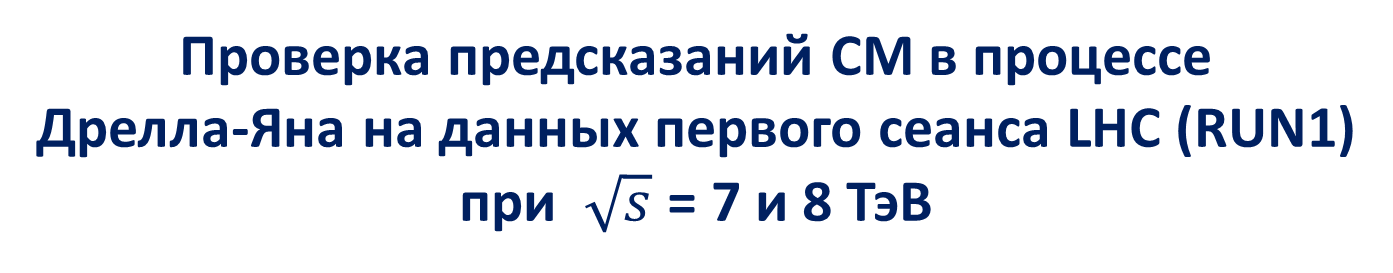 Проверка предсказаний СМ в процессе
Дрелла-Яна на данных первого сеанса LHC (RUN1)
при √s = 7 и 8 ТэВ